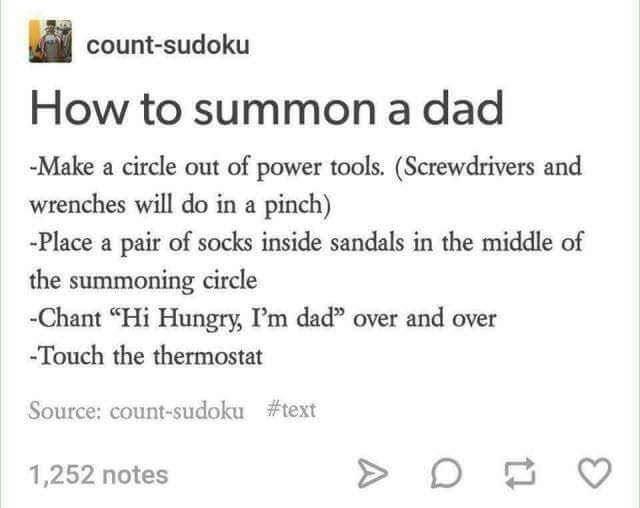 count-sudoku
How to summon a dad
-Make a circle out of power tools. (Screwdrivers and
wrenches will do in a pinch)
-Place a pair of socks inside sandals in the middle of
the summoning circle
-Chant “Hi Hungry, I’m dad” over and over
-Touch the thermostat
Source: count-sudoku #text
1,252 notes